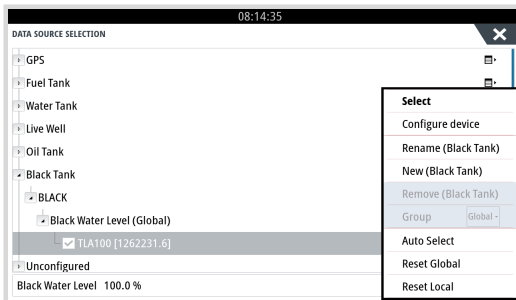 08:14:35
DATA SOURCE SELECTION
GPS
Fuel Tank
Water Tank
Live Well
Oil Tank
Black Tank
BLACK
Black Water Level (Global)
TLA100 [1262231.6]
Unconfigured
Black Water Level 100.0 %
Select
Configure device
Rename (Black Tank)
New (Black Tank)
Remove (Black Tank)
Group Global
Auto Select
Reset Global
Reset Local